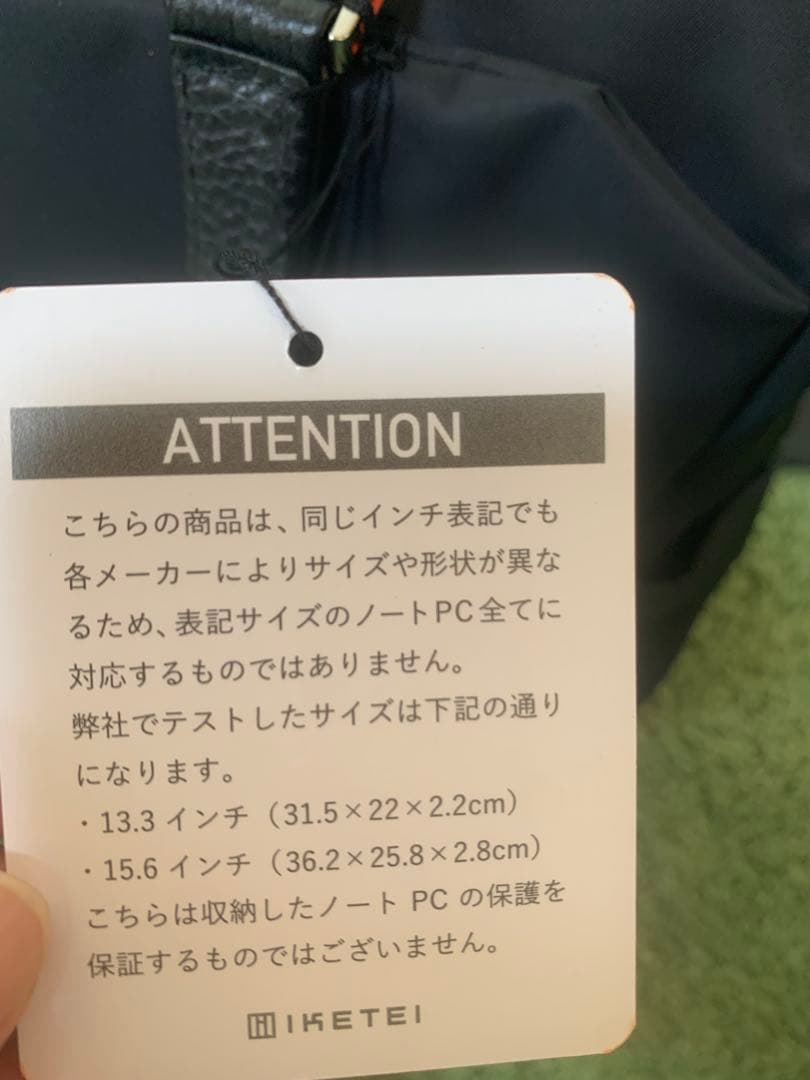 ATTENTION
こちらの商品は、同じインチ表記でも
各メーカーによりサイズや形状が異な
るため、表記サイズのノートPC全てに
対応するものではありません。
弊社でテストしたサイズは下記の通り
になります。
・13.3 インチ（31.5×22×2.2cm）
・15.6 インチ（36.2×25.8×2.8cm）
こちらは収納したノート PC の保護を
保証するものではございません。
IKETEI